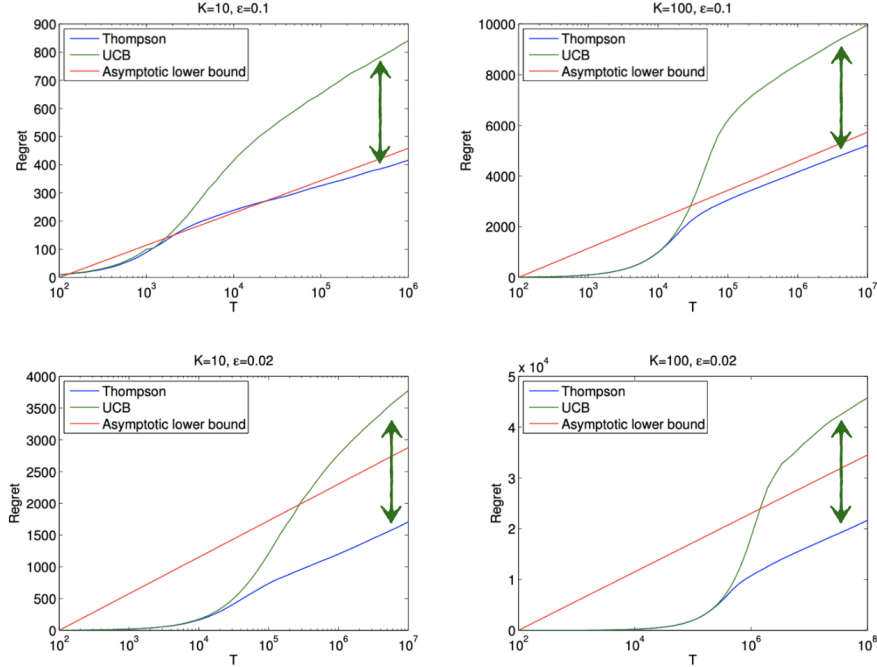 K=10, ε=0.1
900
800
700
600
500
400
300
200
100
0
Regret
Thompson
UCB
Asymptotic lower bound
10^2
10^3
10^4
10^5
10^6
T
K=100, ε=0.1
10000
8000
6000
4000
2000
0
Regret
Thompson
UCB
Asymptotic lower bound
10^2
10^3
10^4
10^5
10^6
10^7
T
K=10, ε=0.02
4000
3500
3000
2500
2000
1500
1000
500
0
Regret
Thompson
UCB
Asymptotic lower bound
10^2
10^3
10^4
10^5
10^6
10^7
T
K=100, ε=0.02
x 10^4
5
4
3
2
1
0
Regret
Thompson
UCB
Asymptotic lower bound
10^2
10^4
10^6
10^8
T